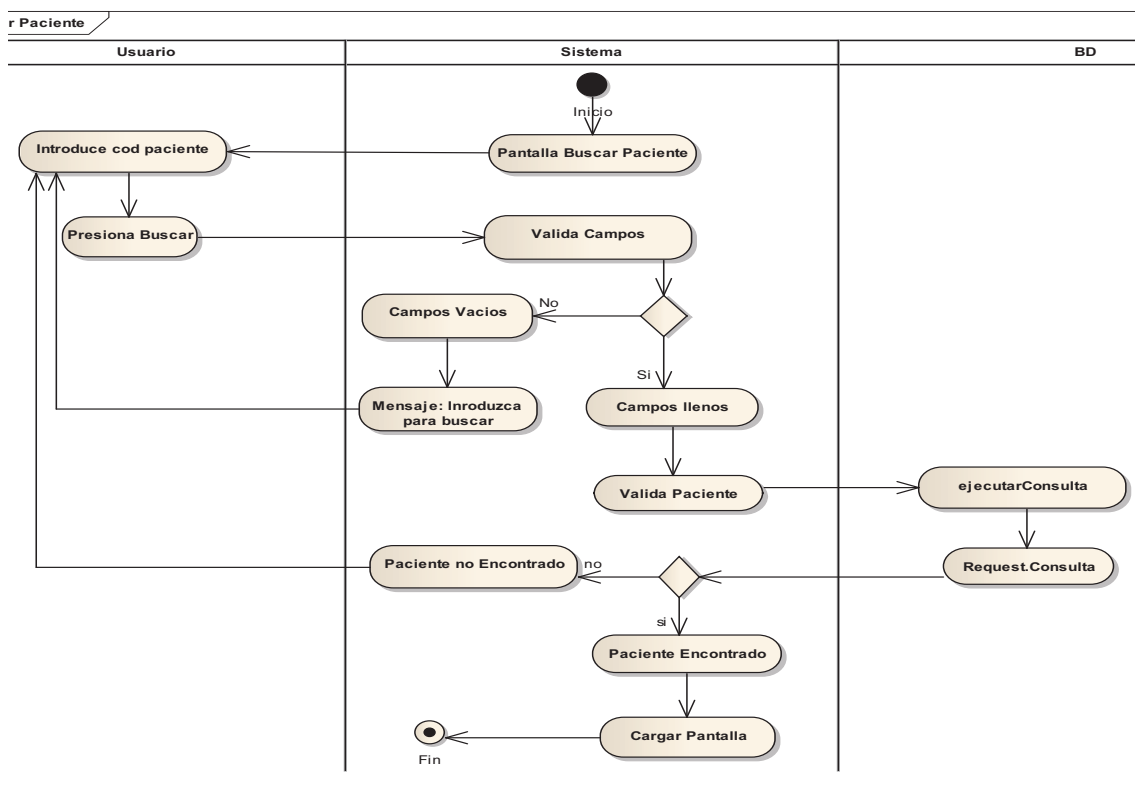 r Paciente
Usuario
Sistema
BD
Inicio
Introduce cod paciente
Pantalla Buscar Paciente
Presiona Buscar
Valida Campos
No
Campos Vacios
Si
Mensaje: Inroduzca
para buscar
Campos llenos
Valida Paciente
ejecutarConsulta
Paciente no Encontrado
no
Request.Consulta
si
Paciente Encontrado
Cargar Pantalla
Fin